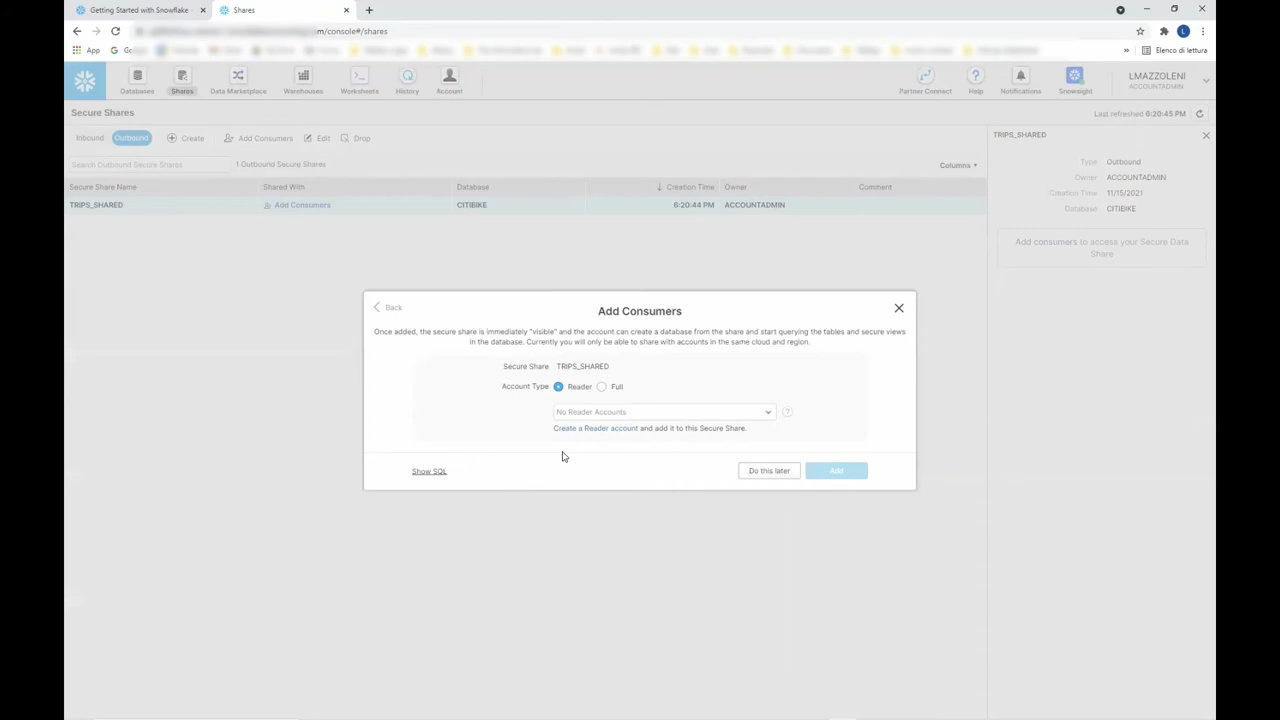 Getting Started with Snowflake
Shares
m/console#/shares
App
Elenco di lettura
Databases
Shares
Data Marketplace
Warehouses
Worksheets
History
Account
Partner Connect
Help
Notifications
Snowsight
LMAZZOLENI
ACCOUNTADMIN
Secure Shares
Last refreshed 6:20:45 PM
Inbound
Outbound
Create
Add Consumers
Edit
Drop
Search Outbound Secure Shares
1 Outbound Secure Shares
Columns
Secure Share Name
Shared With
Database
↓ Creation Time
Owner
Comment
TRIPS_SHARED
Add Consumers
CITIBIKE
6:20:44 PM
ACCOUNTADMIN
TRIPS_SHARED
Type Outbound
Owner ACCOUNTADMIN
Creation Time 11/15/2021
Database CITIBIKE
Add consumers to access your Secure Data
Share
Back
Add Consumers
Once added, the secure share is immediately "visible" and the account can create a database from the share and start querying the tables and secure views
in the database. Currently you will only be able to share with accounts in the same cloud and region.
Secure Share TRIPS_SHARED
Account Type Reader Full
No Reader Accounts
?
Create a Reader account and add it to this Secure Share.
Show SQL
Do this later
Add